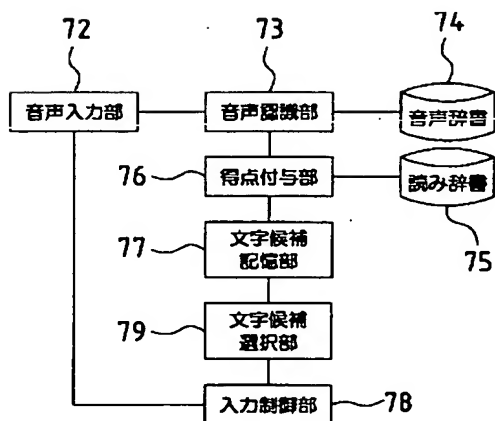 72
73
74
音声入力部
音声認識部
音声辞書
76
得点付与部
読み辞書
75
77
文字候補
記憶部
79
文字候補
選択部
入力制御部
78